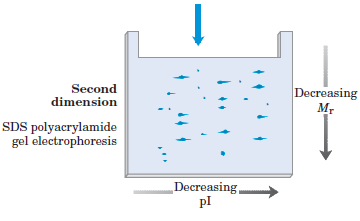 Second
dimension
SDS polyacrylamide
gel electrophoresis
Decreasing
Mr
Decreasing
pI